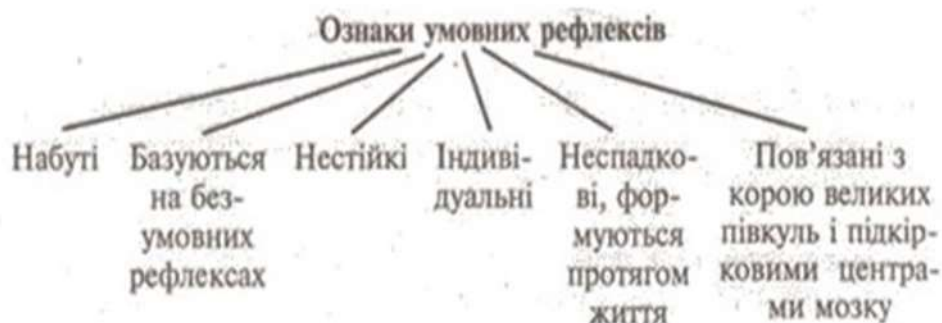 Ознаки умовних рефлексів
Набуті
Базуються
на без-
умовних
рефлексах
Нестійкі
Індиві-
дуальні
Неспадко-
ві, фор-
муються
протягом
життя
Пов'язані з
корою великих
півкуль і підкір-
ковими центра-
ми мозку